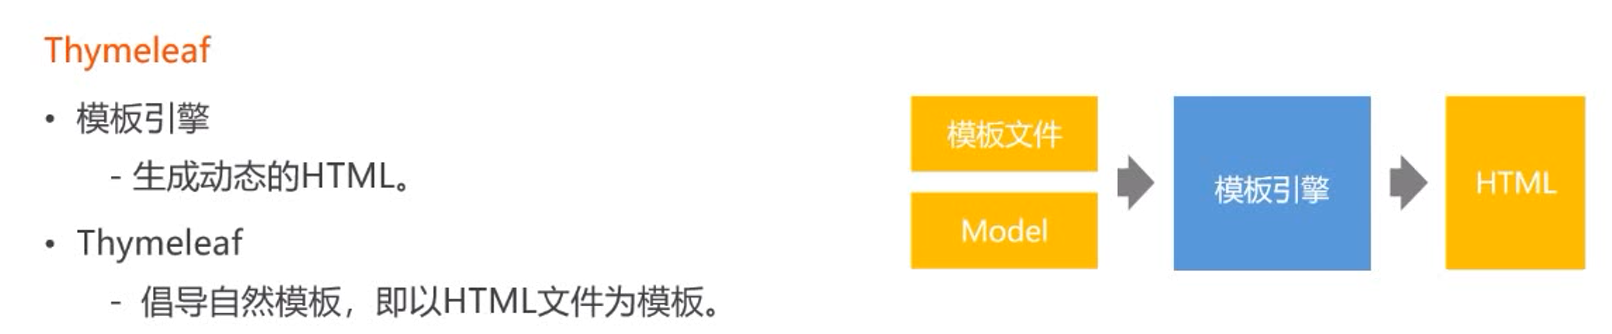 Thymeleaf
• 模板引擎
- 生成动态的HTML。
• Thymeleaf
- 倡导自然模板，即以HTML文件为模板。
模板文件
Model
模板引擎
HTML